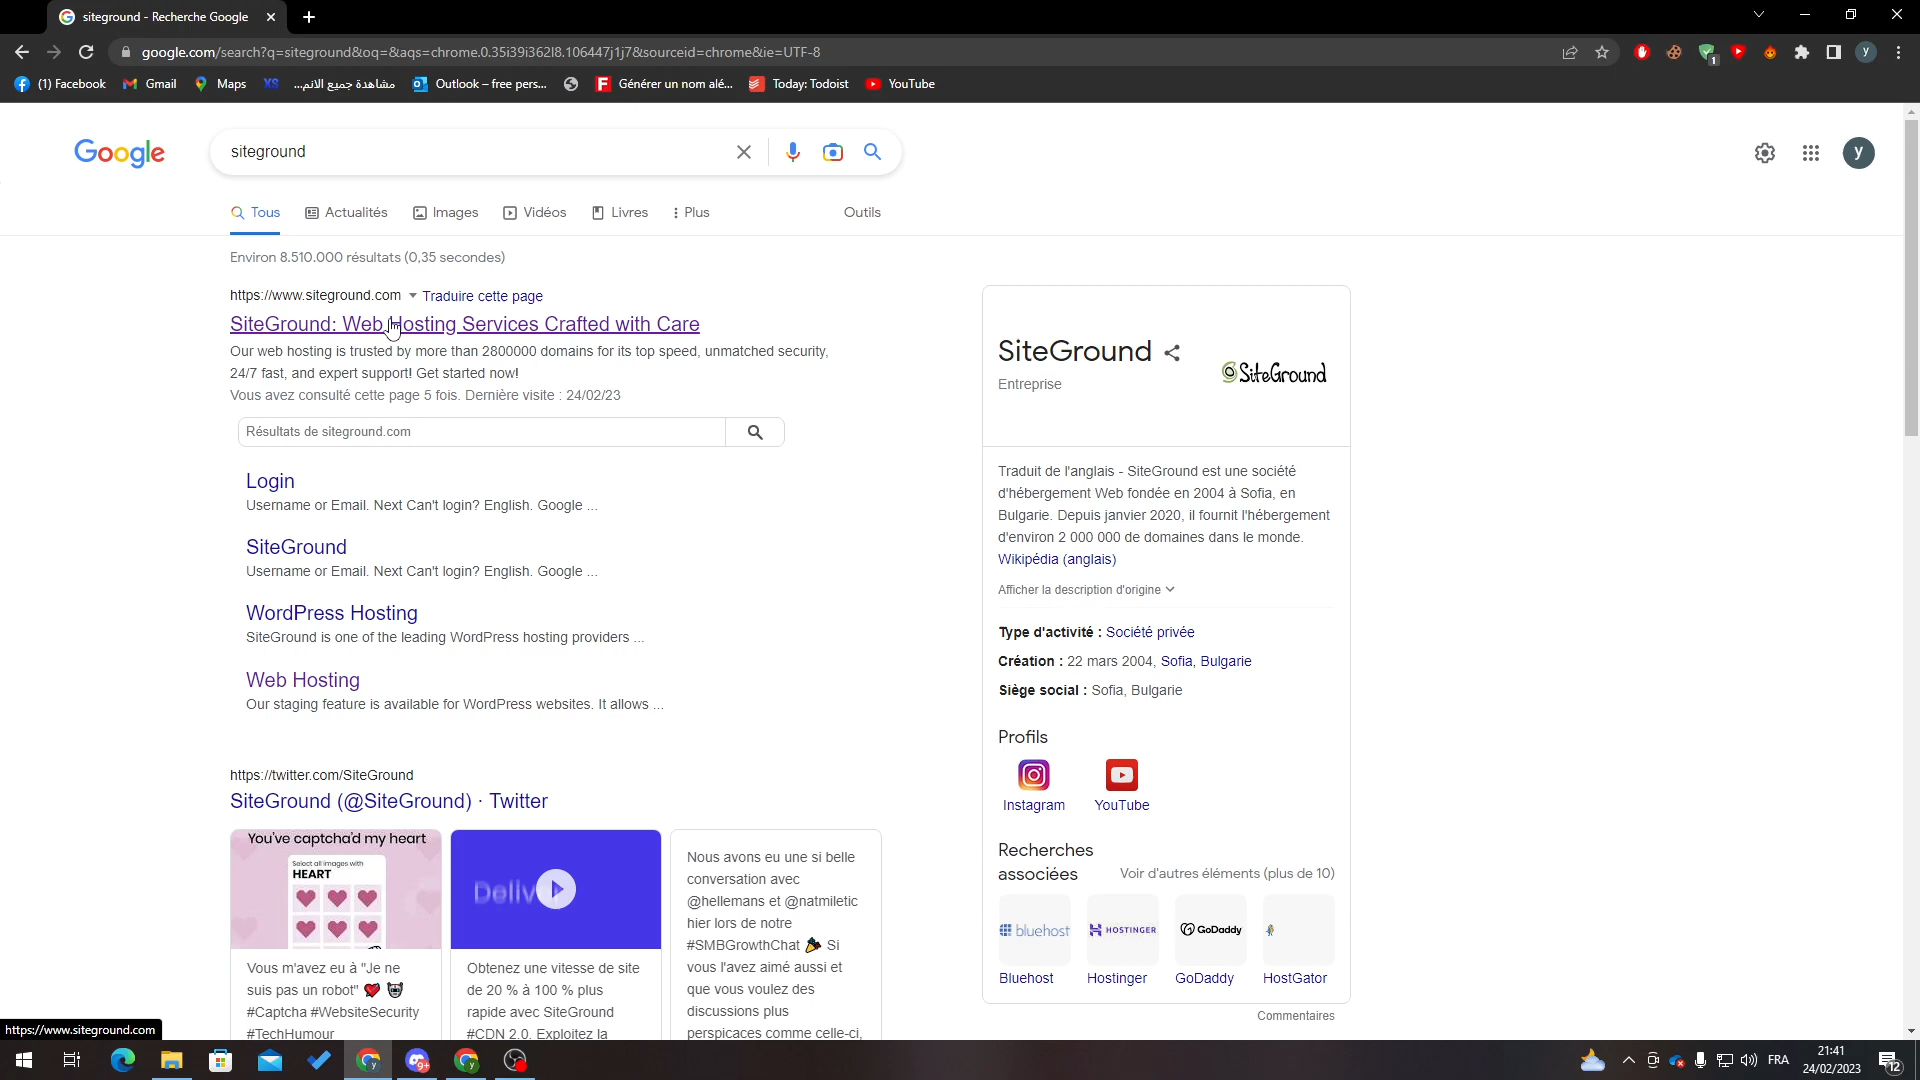 siteground - Recherche Google
google.com/search?q=siteground&oq=&aqs=chrome.0.35i39i362l8.106447j1j7&sourceid=chrome&ie=UTF-8
1
y
(1) Facebook
Gmail
Maps
XS
مشاهدة جميع الانم...
Outlook – free pers...
Générer un nom alé...
Today: Todoist
YouTube
Google
siteground
y
Tous
Actualités
Images
Vidéos
Livres
Plus
Outils
Environ 8.510.000 résultats (0,35 secondes)
https://www.siteground.com
Traduire cette page
SiteGround: Web Hosting Services Crafted with Care
Our web hosting is trusted by more than 2800000 domains for its top speed, unmatched security,
24/7 fast, and expert support! Get started now!
Vous avez consulté cette page 5 fois. Dernière visite : 24/02/23
Résultats de siteground.com
Login
Username or Email. Next Can't login? English. Google ...
SiteGround
Username or Email. Next Can't login? English. Google ...
WordPress Hosting
SiteGround is one of the leading WordPress hosting providers ...
Web Hosting
Our staging feature is available for WordPress websites. It allows ...
https://twitter.com/SiteGround
SiteGround (@SiteGround) · Twitter
You've captcha'd my heart
Select all images with
HEART
Vous m'avez eu à "Je ne
suis pas un robot" ❤️ 🤖
#Captcha #WebsiteSecurity
#TechHumour
Deliv
Obtenez une vitesse de site
de 20 % à 100 % plus
rapide avec SiteGround
#CDN 2.0. Exploitez la
Nous avons eu une si belle
conversation avec
@hellemans et @natmiletic
hier lors de notre
#SMBGrowthChat 🎉 Si
vous l'avez aimé aussi et
que vous voulez des
discussions plus
perspicaces comme celle-ci,
SiteGround
Entreprise
SiteGround
Traduit de l'anglais - SiteGround est une société
d'hébergement Web fondée en 2004 à Sofia, en
Bulgarie. Depuis janvier 2020, il fournit l'hébergement
d'environ 2 000 000 de domaines dans le monde.
Wikipédia (anglais)
Afficher la description d'origine
Type d'activité : Société privée
Création : 22 mars 2004, Sofia, Bulgarie
Siège social : Sofia, Bulgarie
Profils
Instagram
YouTube
Recherches
associées
Voir d'autres éléments (plus de 10)
bluehost
HOSTINGER
GoDaddy
Bluehost
Hostinger
GoDaddy
HostGator
Commentaires
https://www.siteground.com
9+
FRA
21:41
24/02/2023
12